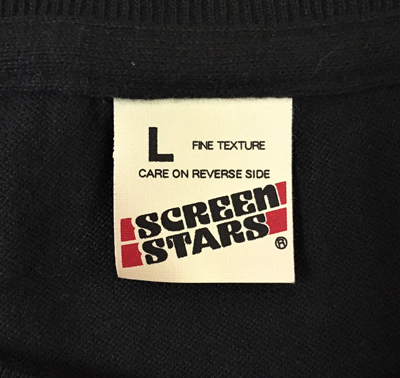 L FINE TEXTURE
CARE ON REVERSE SIDE
SCREEN
STARS ®